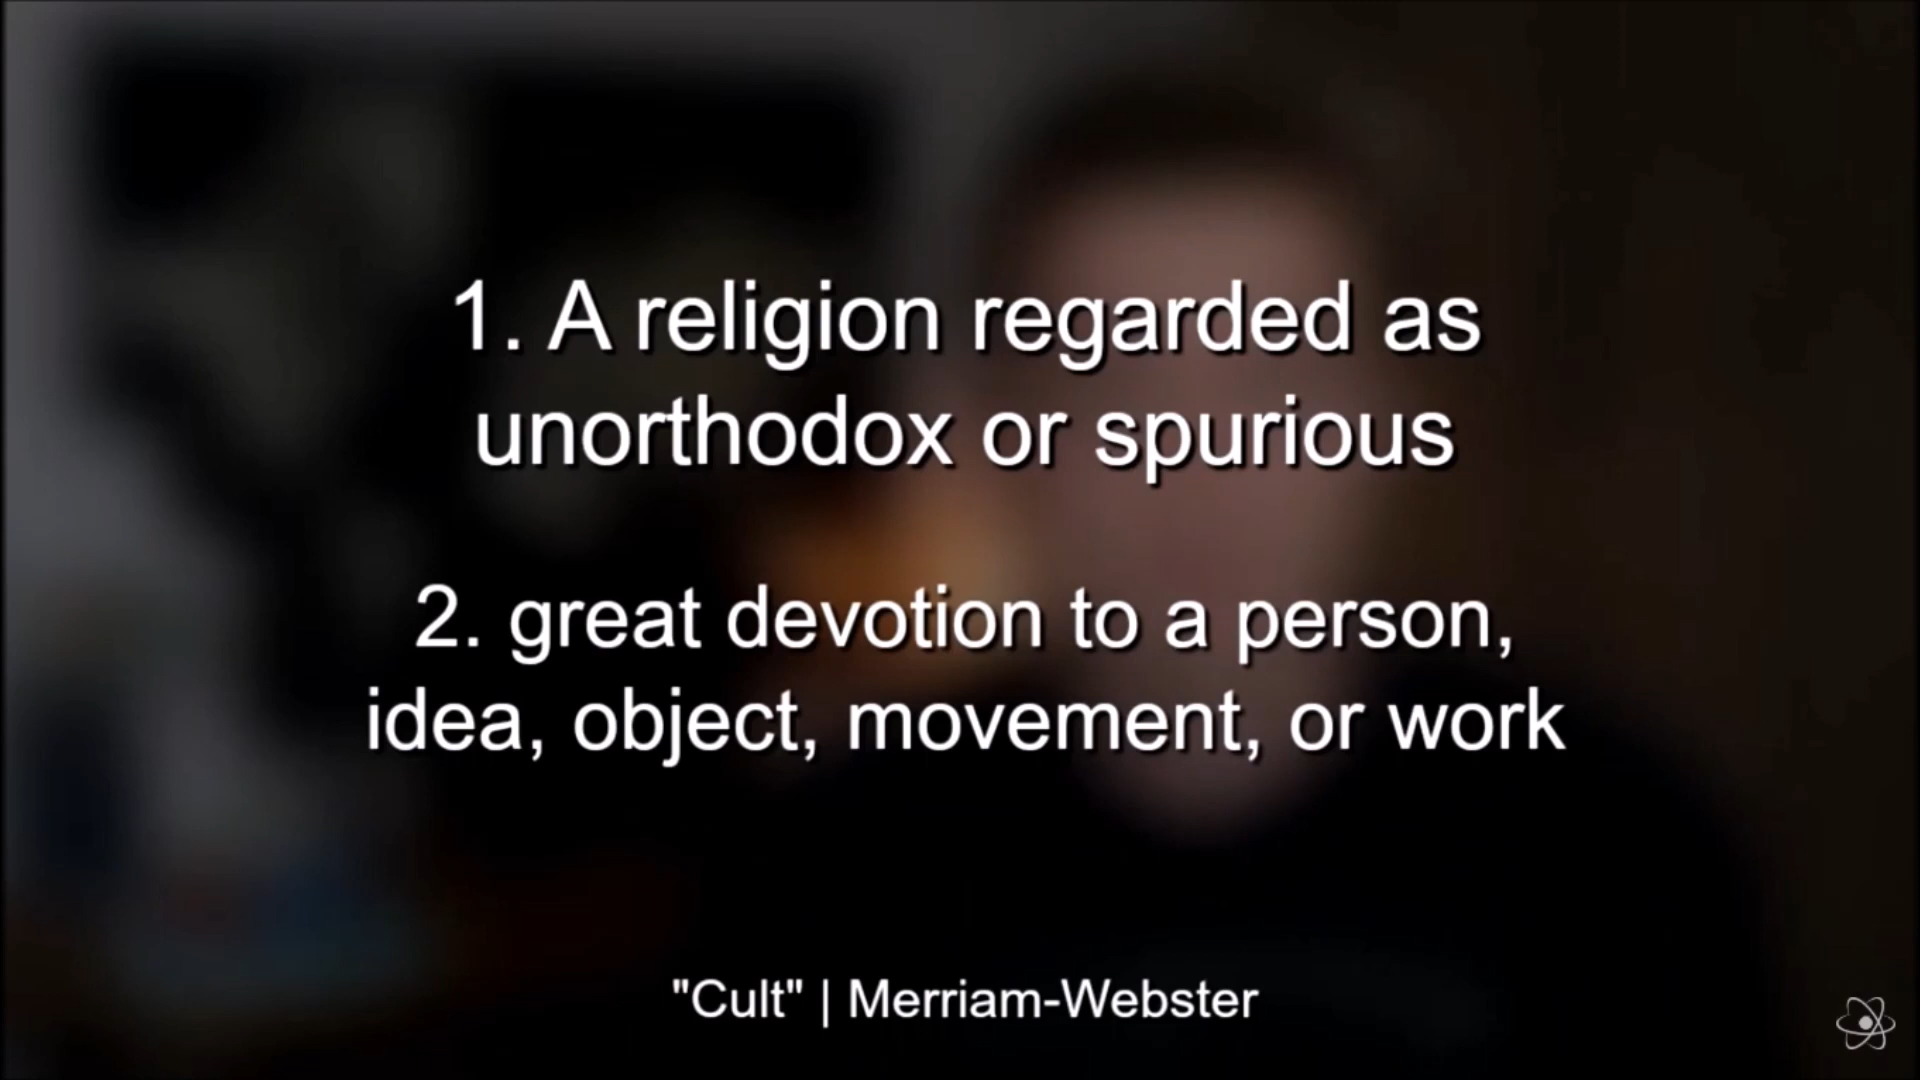 1. A religion regarded as
unorthodox or spurious
2. great devotion to a person,
idea, object, movement, or work
"Cult" | Merriam-Webster